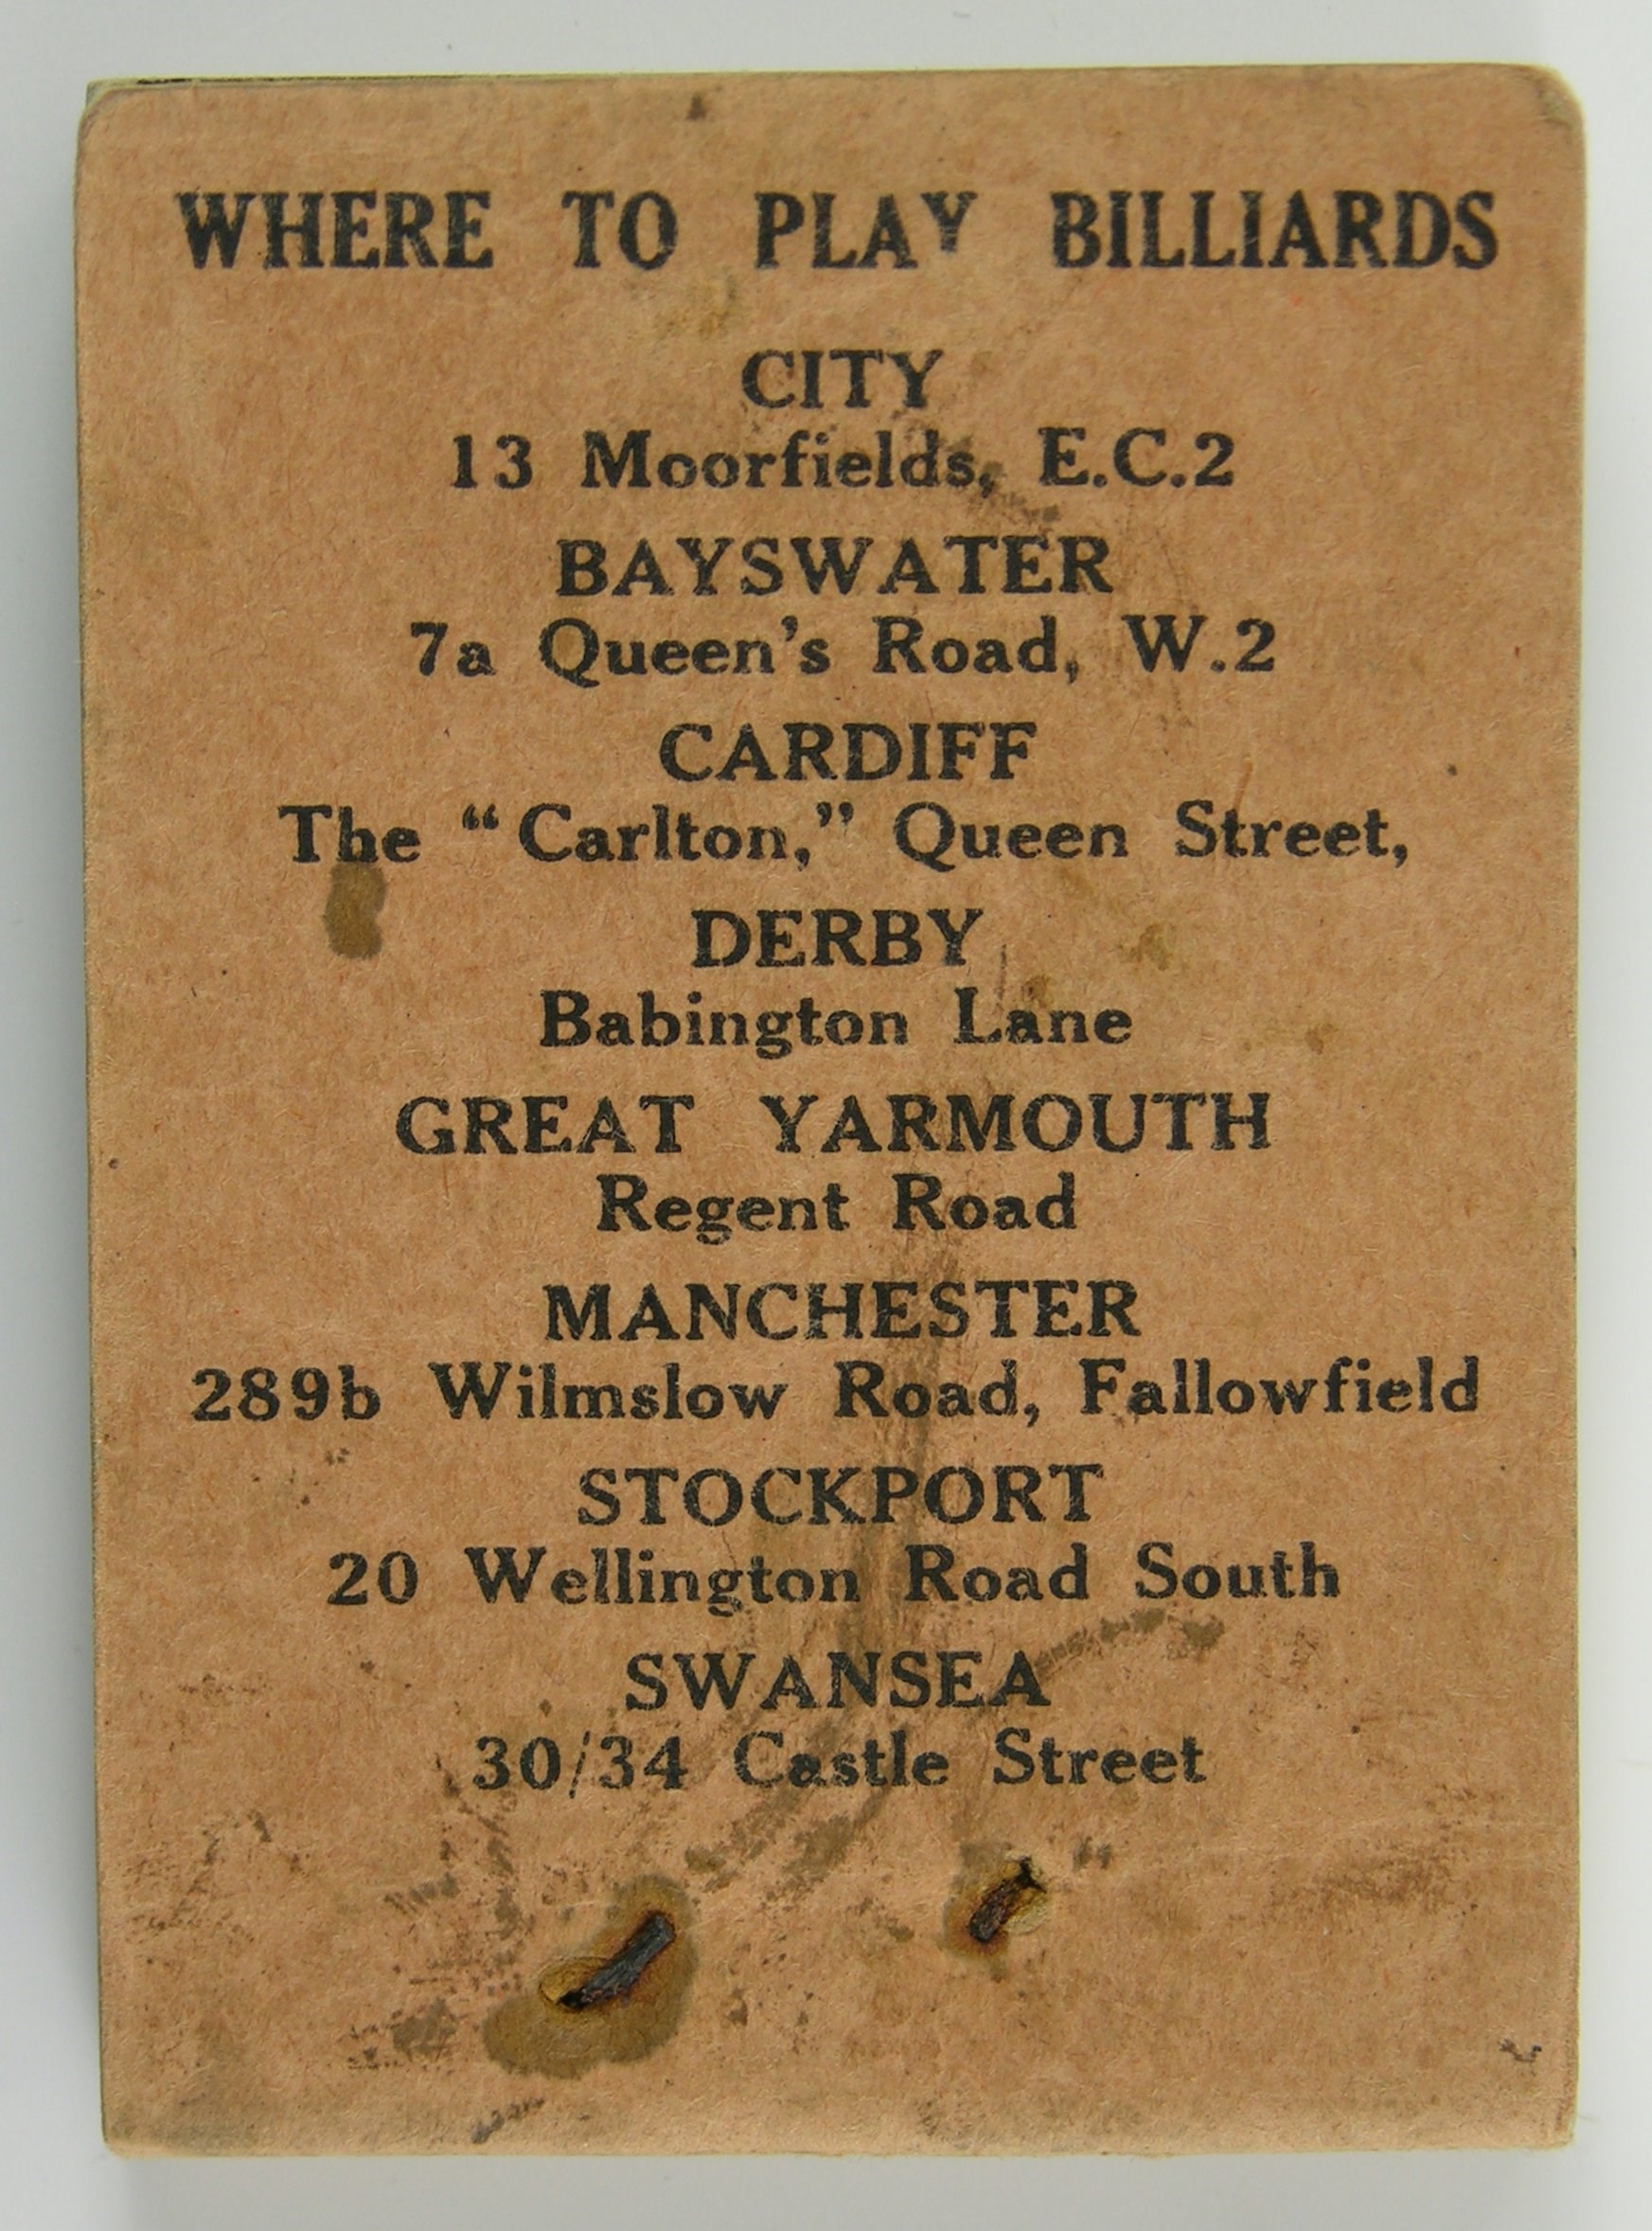 WHERE TO PLAY BILLIARDS
CITY
13 Moorfields, E.C.2
BAYSWATER
7a Queen's Road, W.2
CARDIFF
The “Carlton,” Queen Street,
DERBY
Babington Lane
GREAT YARMOUTH
Regent Road
MANCHESTER
289b Wilmslow Road, Fallowfield
STOCKPORT
20 Wellington Road South
SWANSEA
30/34 Castle Street